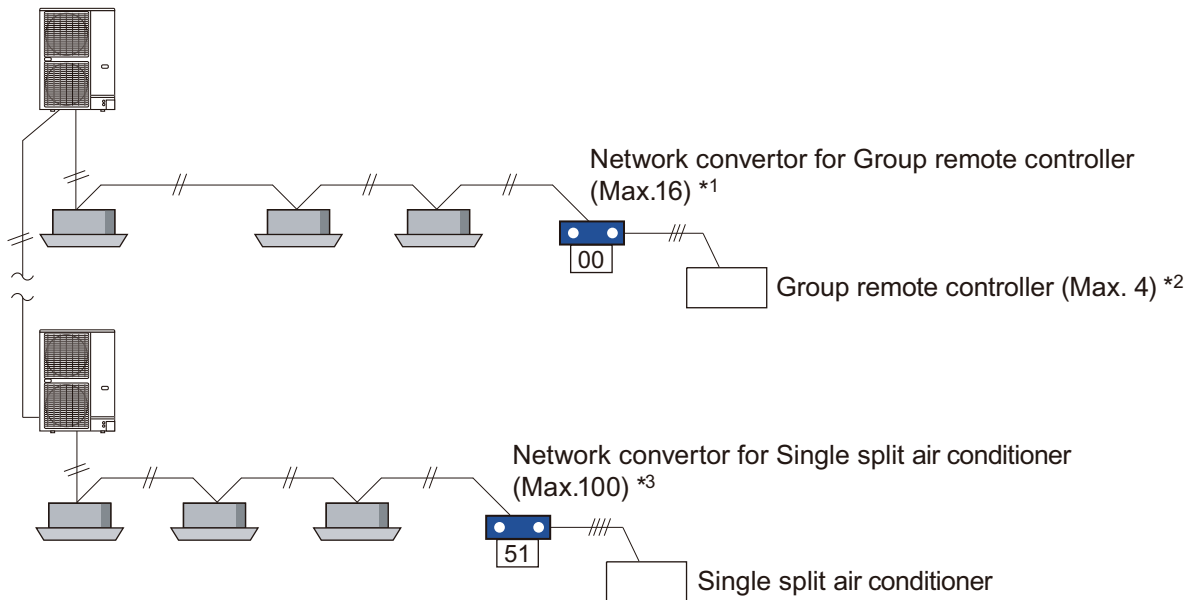 Network convertor for Group remote controller
(Max.16) *1
00
Group remote controller (Max. 4) *2
Network convertor for Single split air conditioner
(Max.100) *3
51
Single split air conditioner